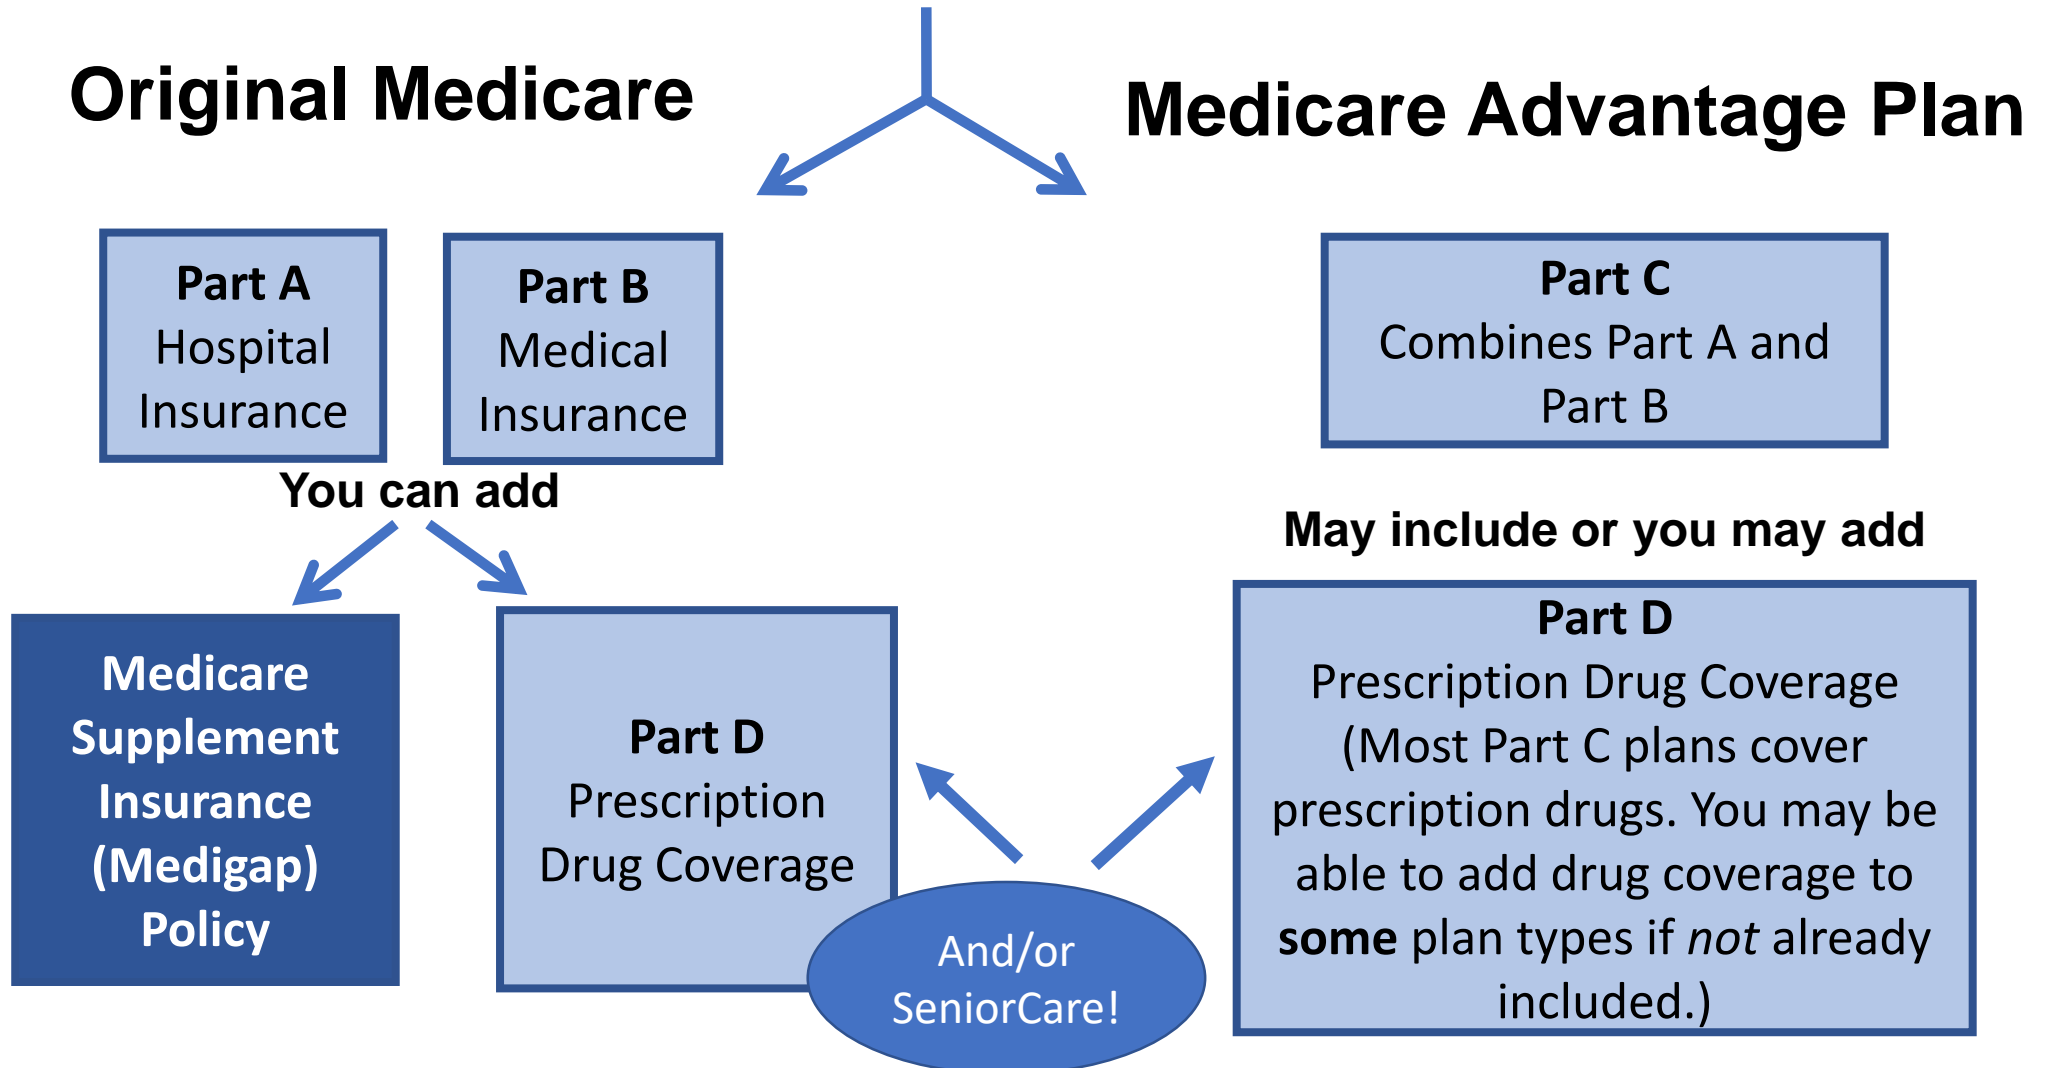 Original Medicare
Medicare Advantage Plan
Part A
Hospital
Insurance
Part B
Medical
Insurance
Part C
Combines Part A and
Part B
You can add
May include or you may add
Medicare
Supplement
Insurance
(Medigap)
Policy
Part D
Prescription
Drug Coverage
Part D
Prescription Drug Coverage
(Most Part C plans cover
prescription drugs. You may be
able to add drug coverage to
some plan types if not already
included.)
And/or
SeniorCare!